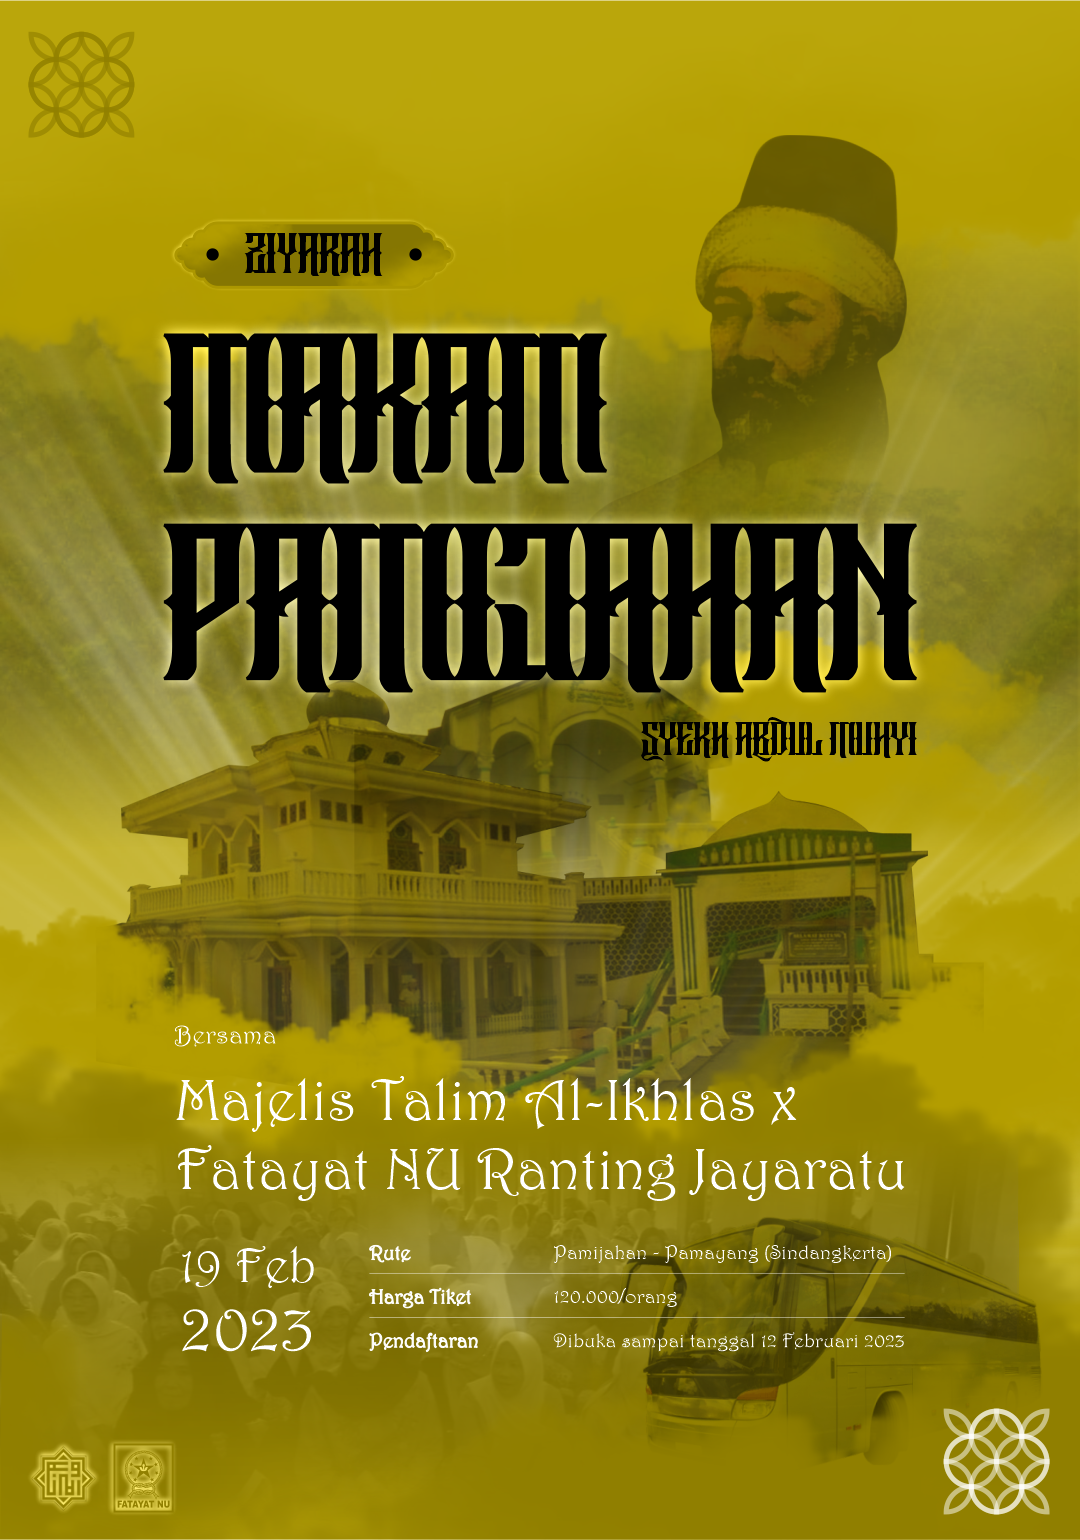 ZIYARAH
MAKAM
PAMIJAHAN
SYEKH ABDUL MUHYI
Bersama
Majelis Talim Al-Ikhlas x
Fatayat NU Ranting Jayaratu
19 Feb
2023
Rute Pamijahan - Pamayang (Sindangkerta)
Harga Tiket 120.000/orang
Pendaftaran Dibuka sampai tanggal 12 Februari 2023
FATAYAT NU